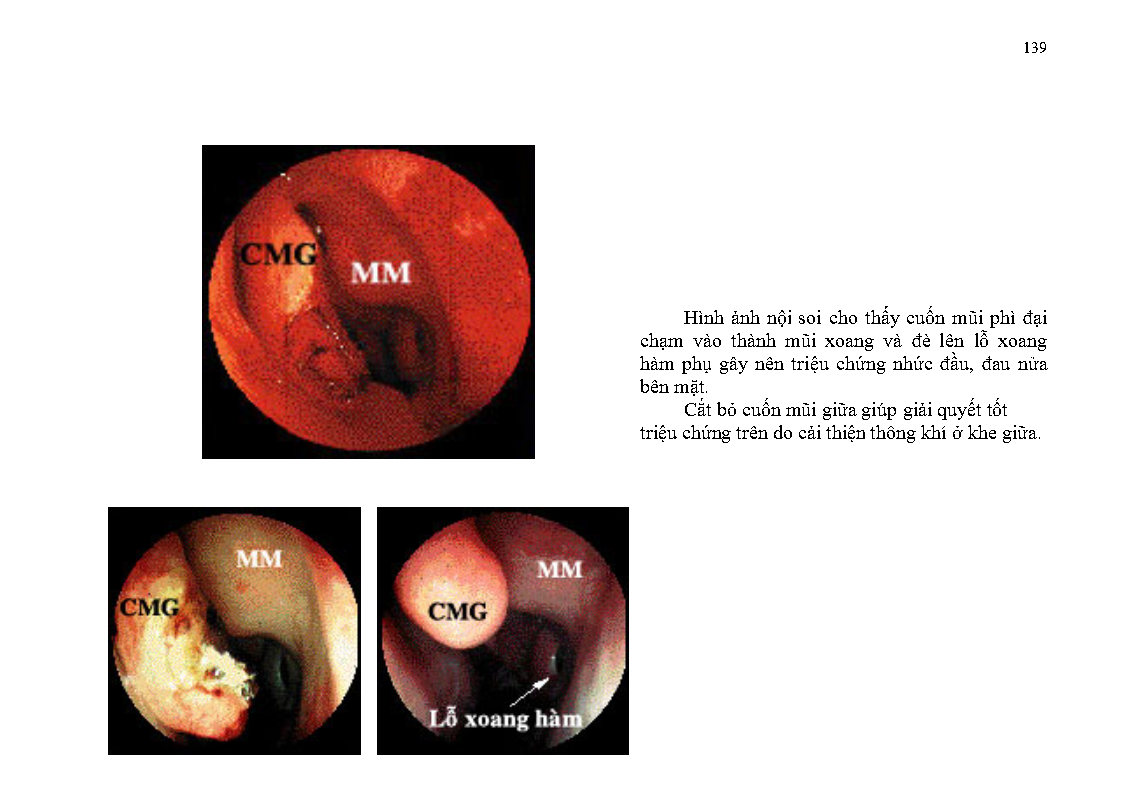 139
CMG
MM
Hình ảnh nội soi cho thấy cuốn mũi phì đại
chạm vào thành mũi xoang và đè lên lỗ xoang
hàm phụ gây nên triệu chứng nhức đầu, đau nửa
bên mặt.
Cắt bỏ cuốn mũi giữa giúp giải quyết tốt
triệu chứng trên do cải thiện thông khí ở khe giữa.
MM
CMG
MM
CMG
Lỗ xoang hàm